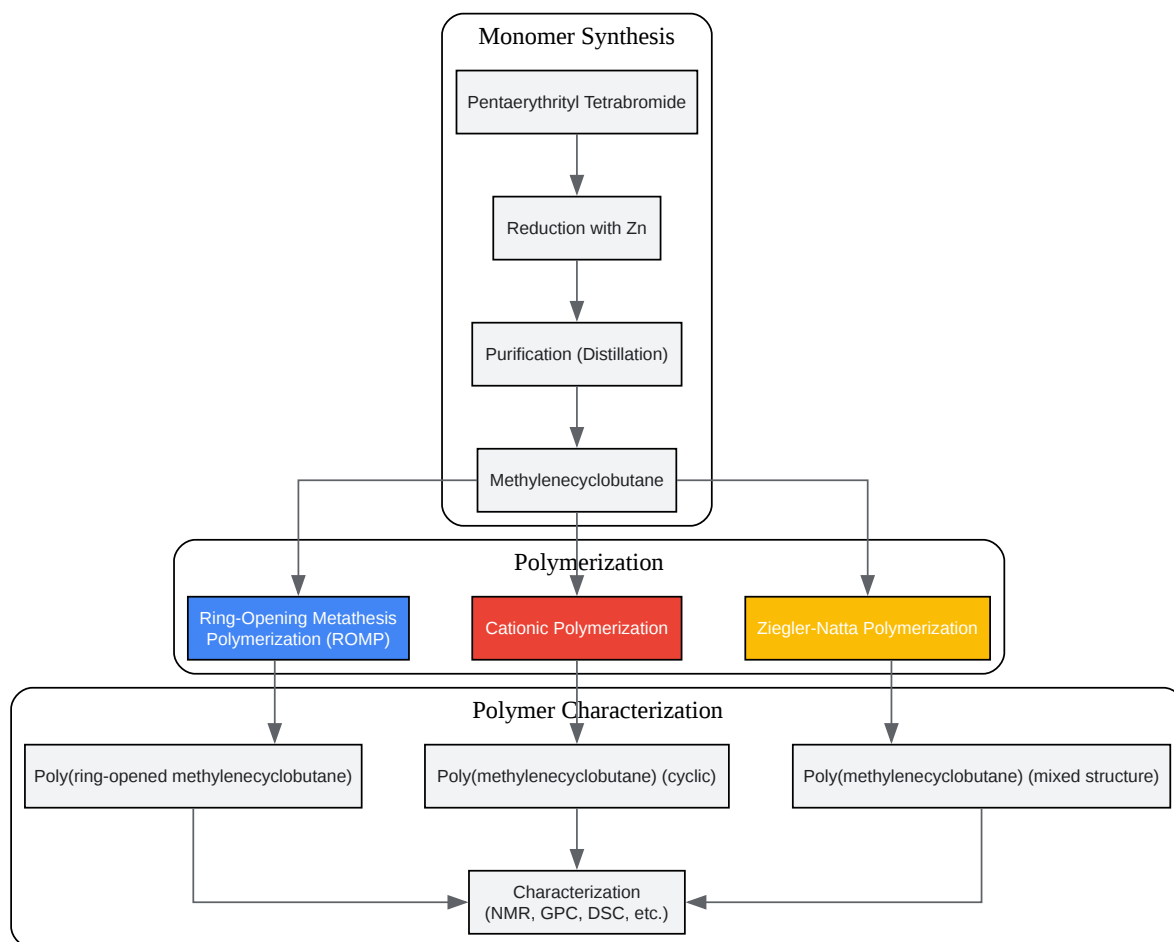 Monomer Synthesis
Pentaerythrityl Tetrabromide
Reduction with Zn
Purification (Distillation)
Methylenecyclobutane
Polymerization
Ring-Opening Metathesis
Polymerization (ROMP)
Cationic Polymerization
Ziegler-Natta Polymerization
Polymer Characterization
Poly(ring-opened methylenecyclobutane)
Poly(methylenecyclobutane) (cyclic)
Poly(methylenecyclobutane) (mixed structure)
Characterization
(NMR, GPC, DSC, etc.)